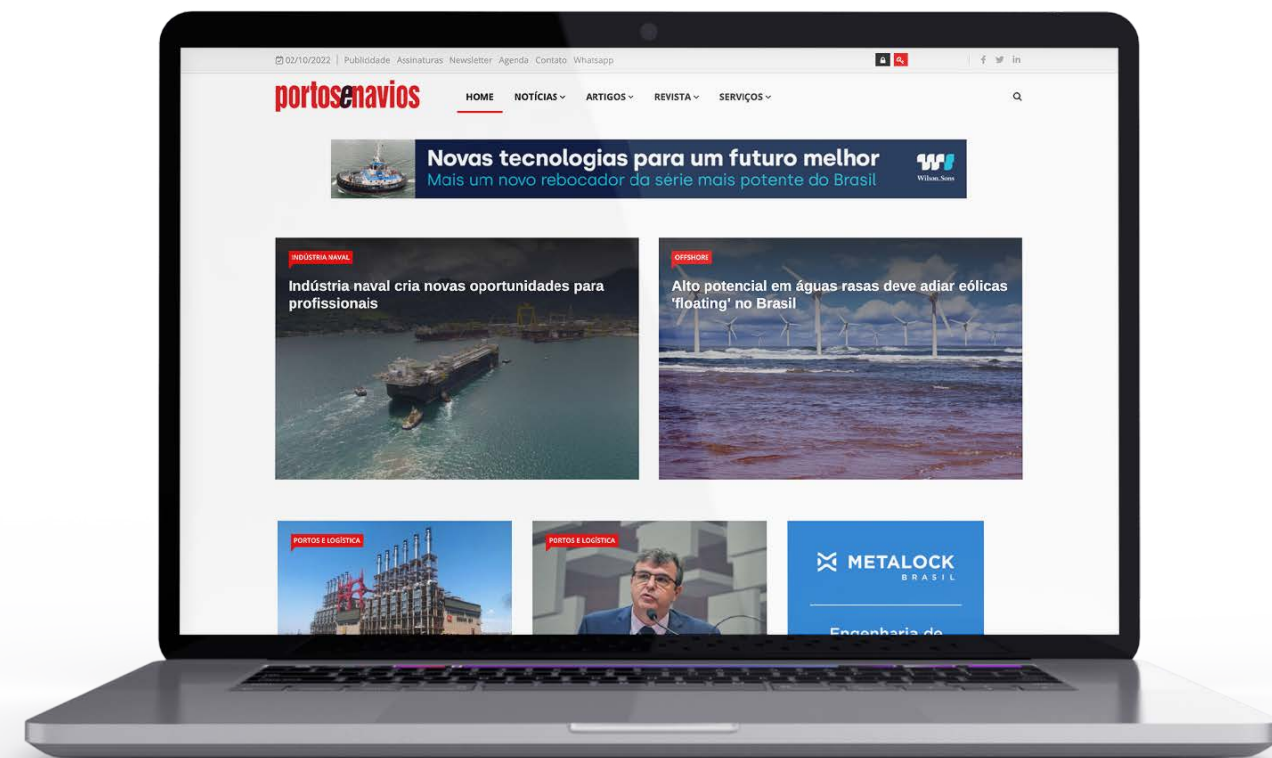 02/10/2022 | Publicidade Assinaturas Newsletter Agenda Contato Whatsapp
portosenavios HOME NOTÍCIAS ARTIGOS REVISTA SERVIÇOS
Novas tecnologias para um futuro melhor
Mais um novo rebocador da série mais potente do Brasil
Wilson.Sons
INDÚSTRIA NAVAL
Indústria naval cria novas oportunidades para
profissionais
OFFSHORE
Alto potencial em águas rasas deve adiar eólicas
'floating' no Brasil
PORTOS E LOGÍSTICA
PORTOS E LOGÍSTICA
METALOCK
BRASIL
Engenharia de